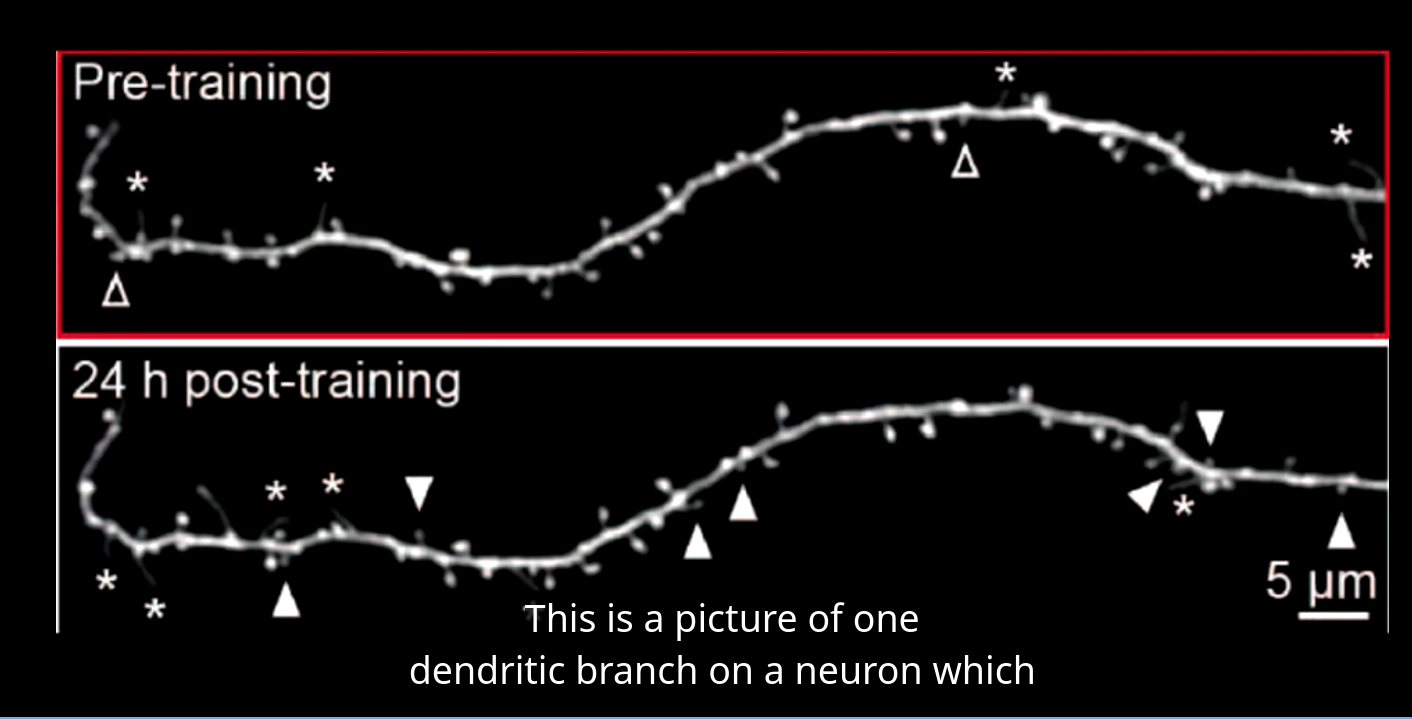 Pre-training
24 h post-training
5 µm
This is a picture of one
dendritic branch on a neuron which